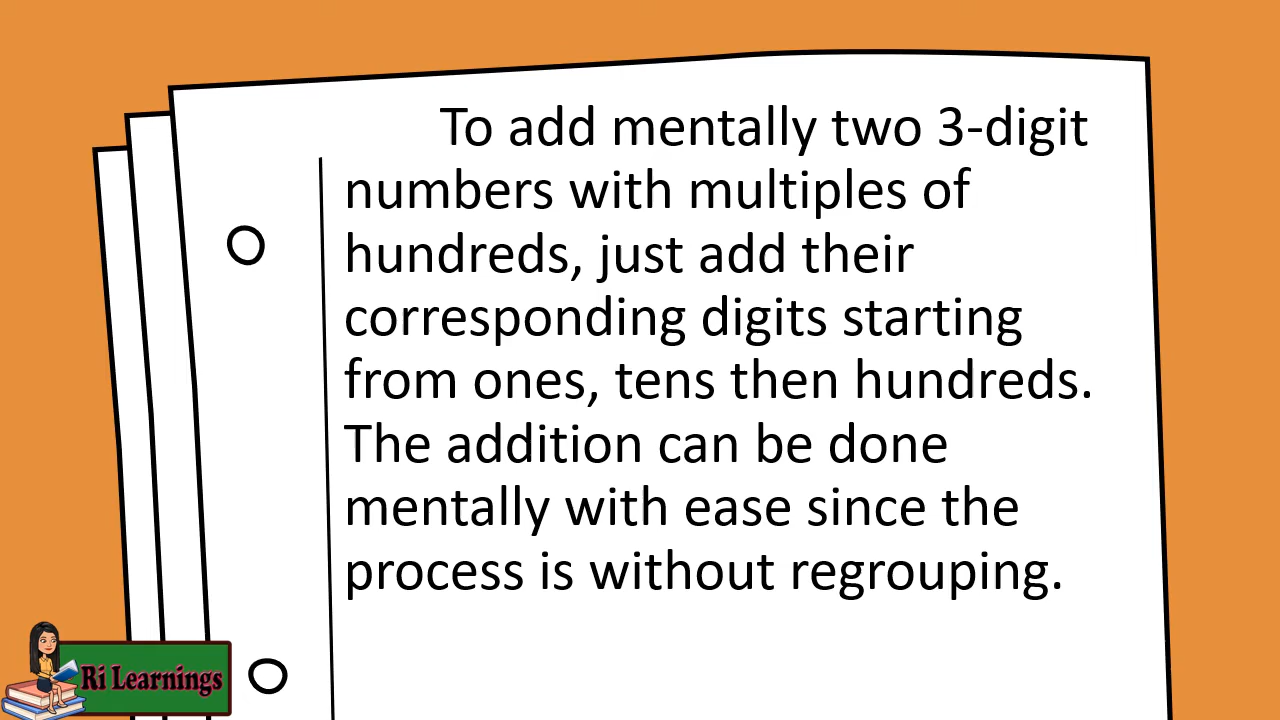 To add mentally two 3-digit
numbers with multiples of
hundreds, just add their
corresponding digits starting
from ones, tens then hundreds.
The addition can be done
mentally with ease since the
process is without regrouping.
Ri Learnings